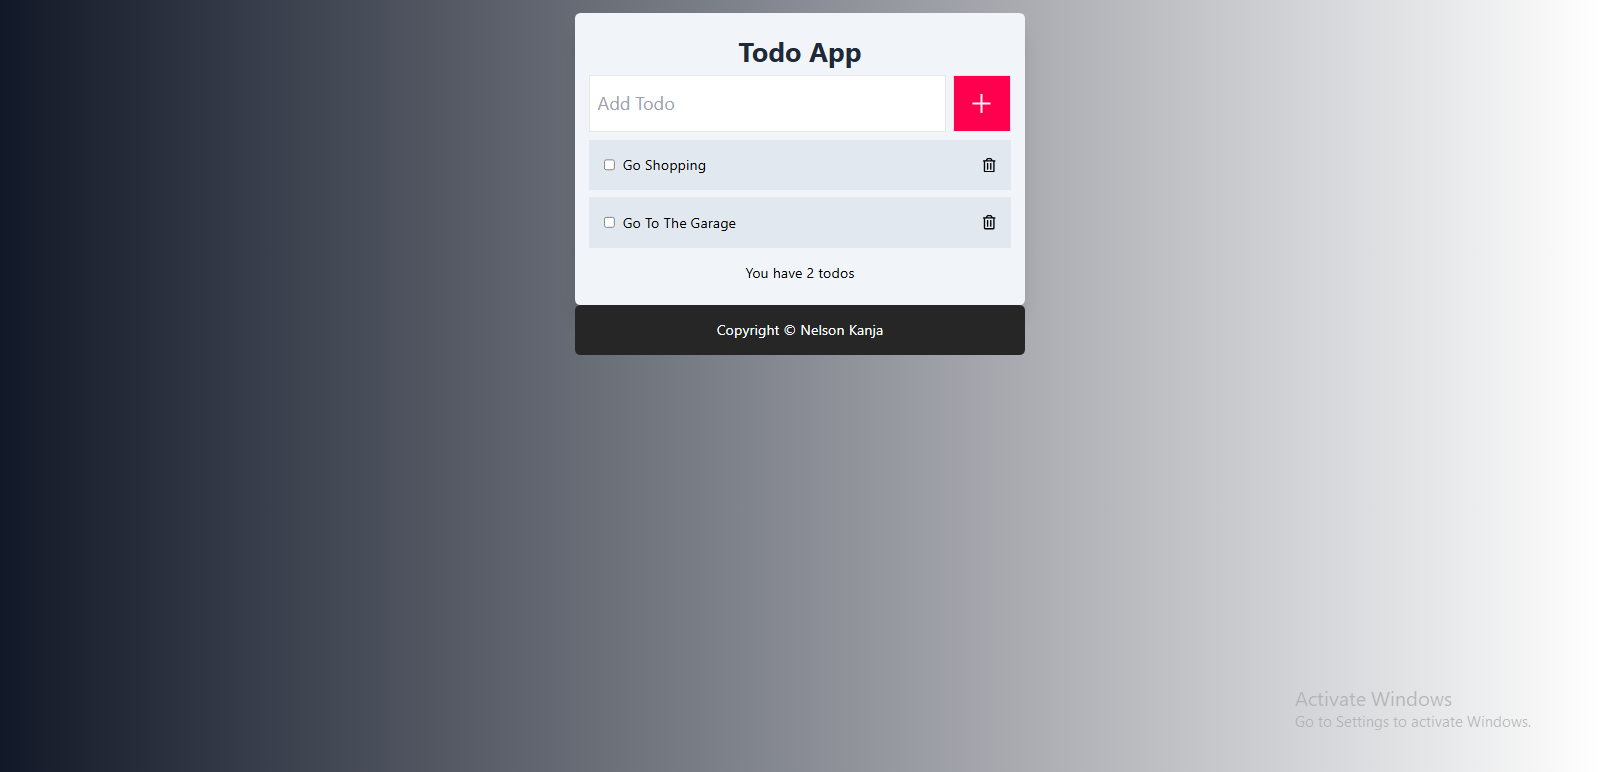 Todo App
Add Todo
Go Shopping
Go To The Garage
You have 2 todos
Copyright © Nelson Kanja
Activate Windows
Go to Settings to activate Windows.